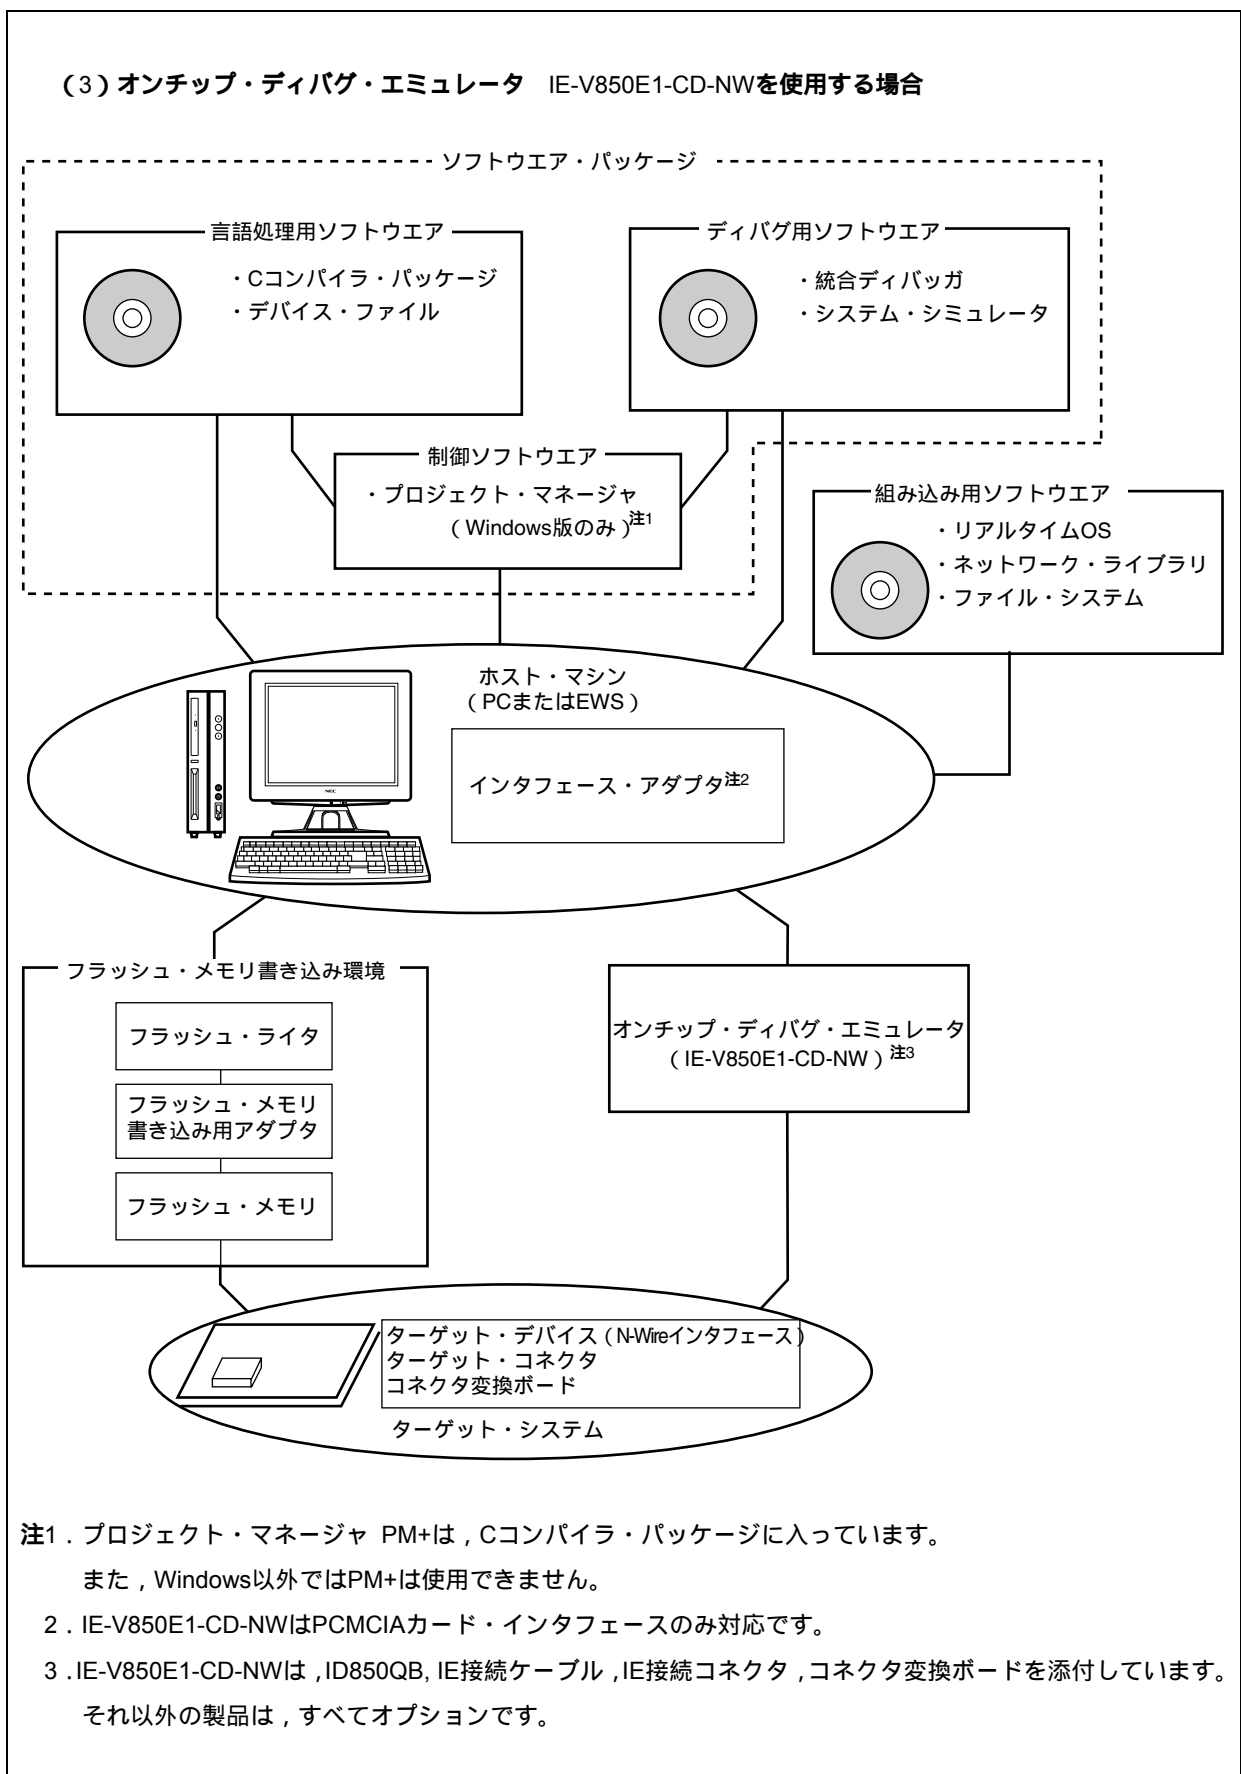 （3）オンチップ・ディバグ・エミュレータ　IE-V850E1-CD-NWを使用する場合
ソフトウエア・パッケージ
言語処理用ソフトウエア
・Cコンパイラ・パッケージ
・デバイス・ファイル
ディバグ用ソフトウエア
・統合ディバッガ
・システム・シミュレータ
制御ソフトウエア
・プロジェクト・マネージャ
（Windows版のみ）注1
組み込み用ソフトウエア
・リアルタイムOS
・ネットワーク・ライブラリ
・ファイル・システム
ホスト・マシン
（PCまたはEWS）
インタフェース・アダプタ注2
NEC
フラッシュ・メモリ書き込み環境
フラッシュ・ライタ
フラッシュ・メモリ
書き込み用アダプタ
フラッシュ・メモリ
オンチップ・ディバグ・エミュレータ
（IE-V850E1-CD-NW）注3
ターゲット・デバイス（N-Wireインタフェース）
ターゲット・コネクタ
コネクタ変換ボード
ターゲット・システム
注1．プロジェクト・マネージャ PM+は，Cコンパイラ・パッケージに入っています。
また，Windows以外ではPM+は使用できません。
2．IE-V850E1-CD-NWはPCMCIAカード・インタフェースのみ対応です。
3．IE-V850E1-CD-NWは，ID850QB, IE接続ケーブル，IE接続コネクタ，コネクタ変換ボードを添付しています。
それ以外の製品は，すべてオプションです。